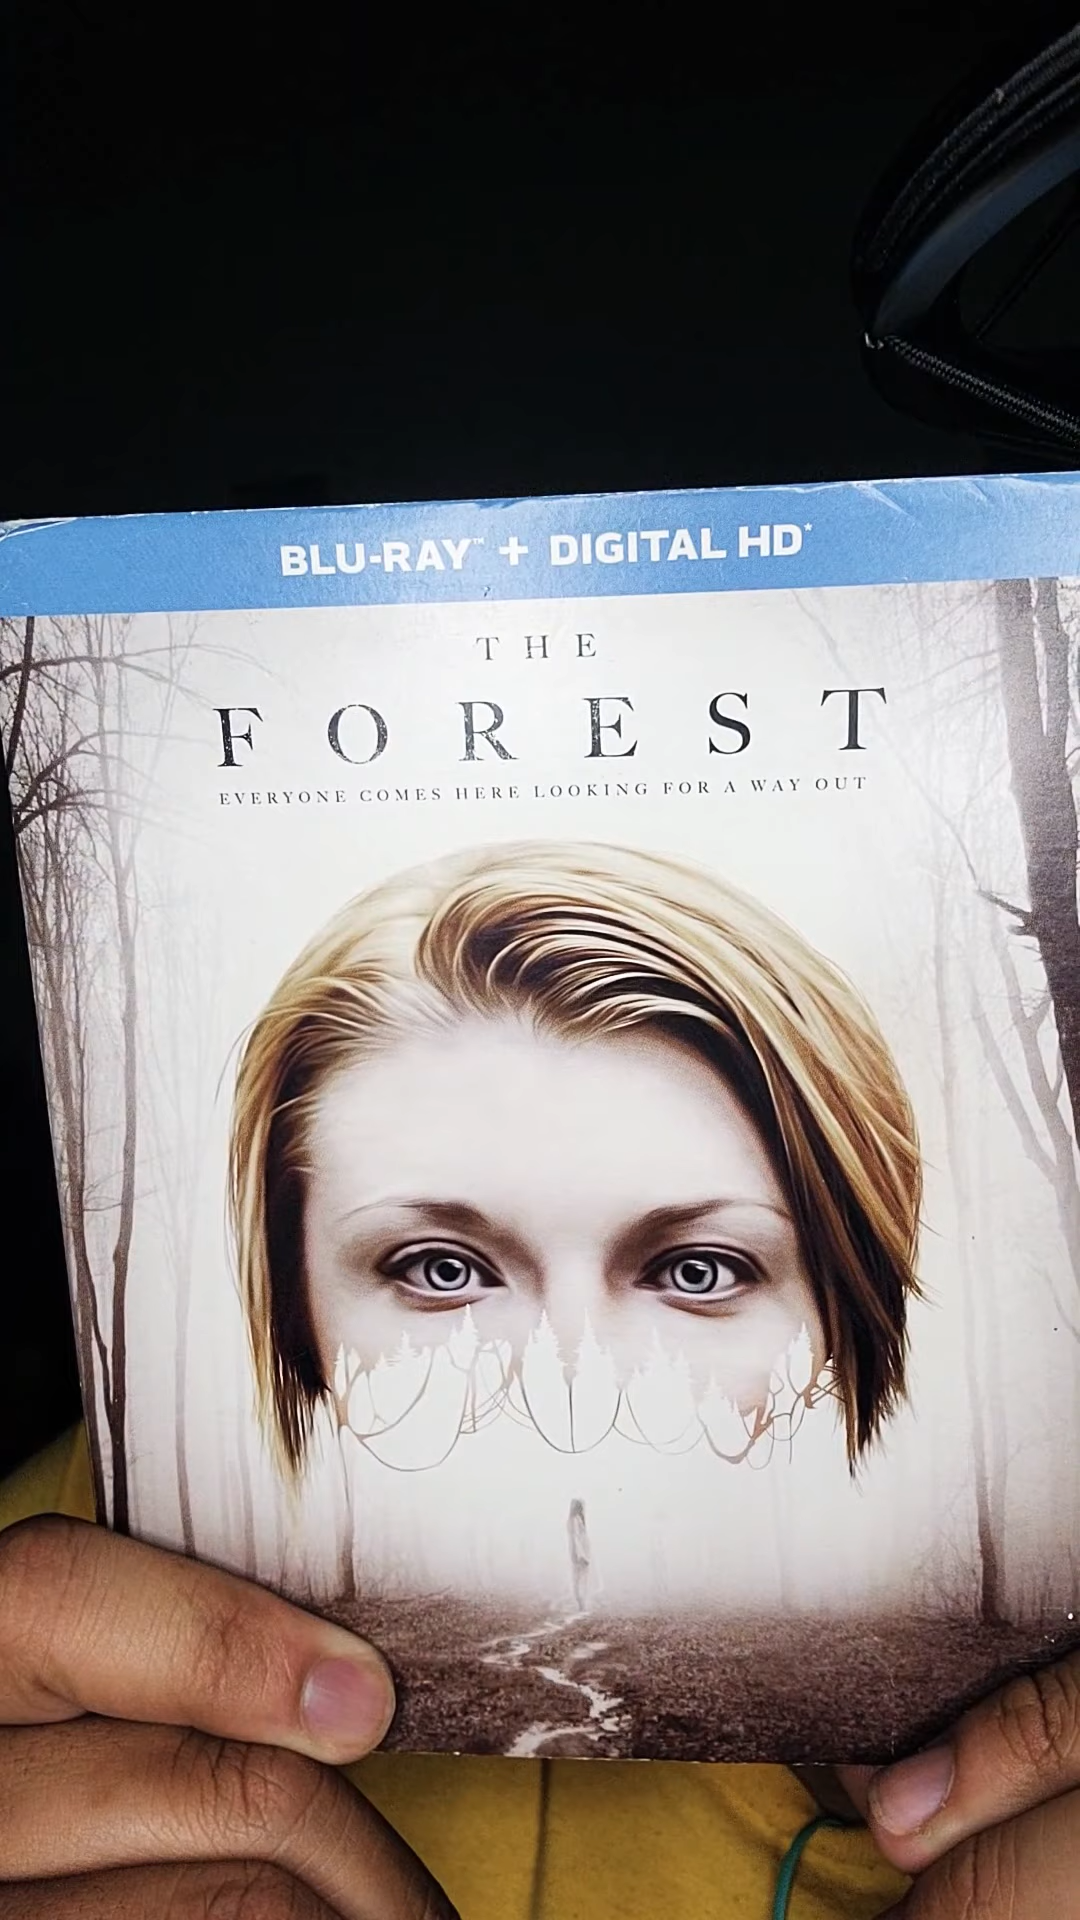 BLU-RAY™ + DIGITAL HD*
THE
FOREST
EVERYONE COMES HERE LOOKING FOR A WAY OUT